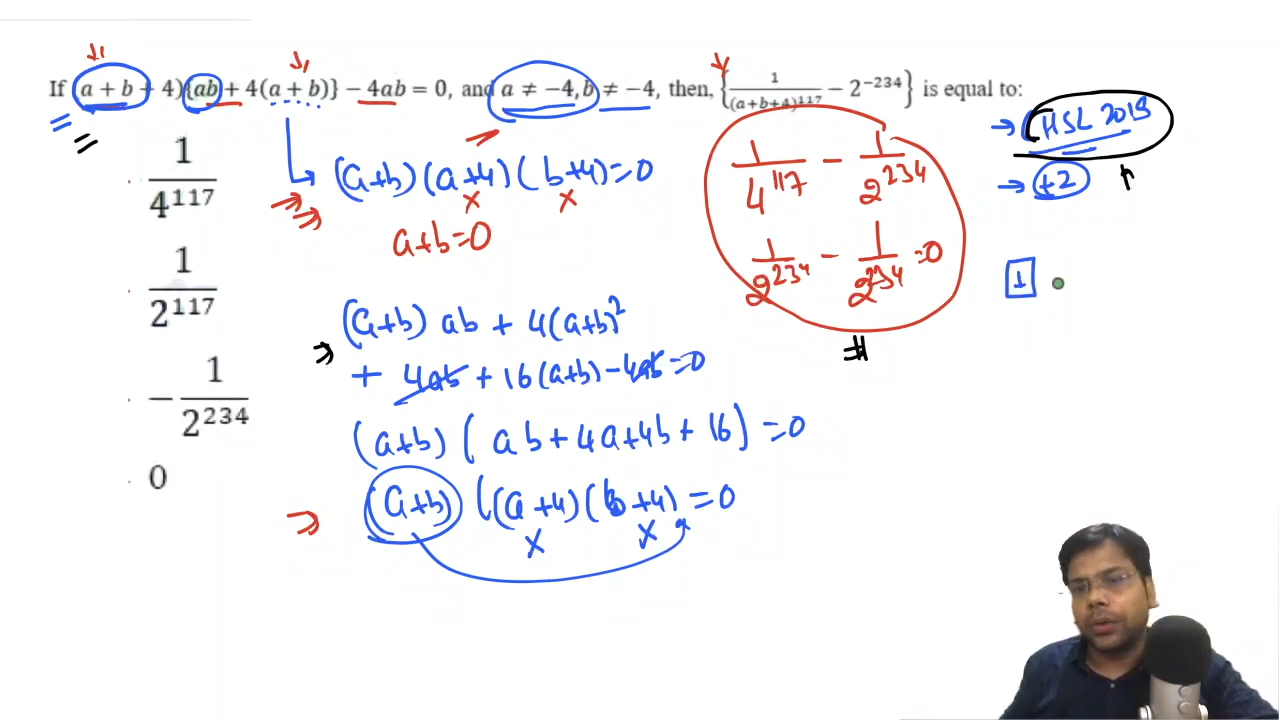 If (a + b + 4){ab + 4(a + b)} − 4ab = 0, and a ≠ −4, b ≠ −4, then, {1/(a+b+4)^117 − 2^−234} is equal to:
1/4^117
1/2^117
−1/2^234
0
(a+b)(a+4)(b+4)=0
a+b=0
(a+b) ab + 4(a+b)²
+ 4ab + 16(a+b) − 4ab = 0
(a+b) (ab + 4a + 4b + 16) = 0
(a+b) ((a+4)(b+4) = 0
1/4^117 − 1/2^234
1/2^234 − 1/2^234 = 0
HSL 2019
+2
1